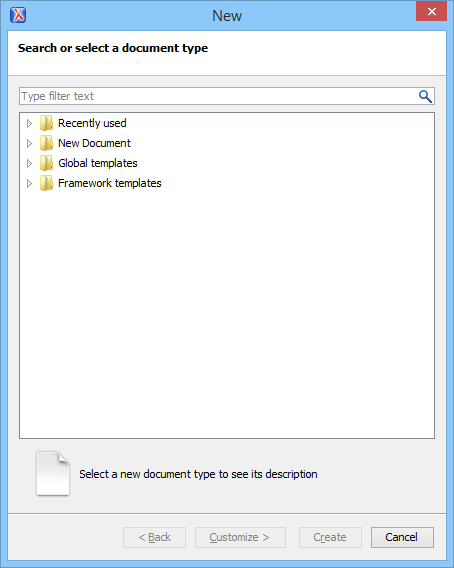 New
Search or select a document type
Type filter text
Recently used
New Document
Global templates
Framework templates
Select a new document type to see its description
< Back Customize > Create Cancel